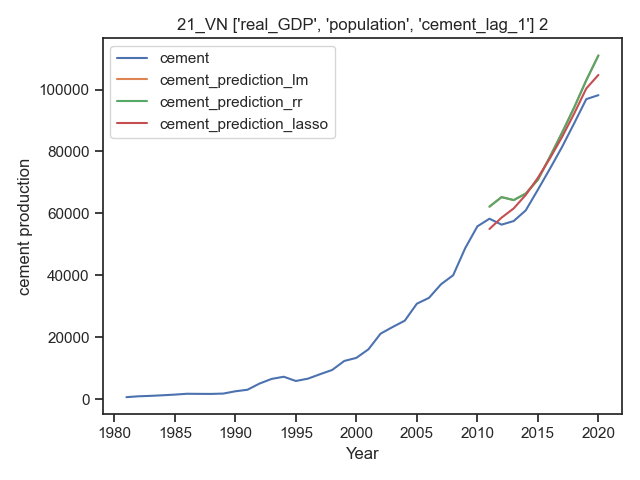 21_VN ['real_GDP', 'population', 'cement_lag_1'] 2
cement
cement_prediction_lm
cement_prediction_rr
cement_prediction_lasso
cement production
100000
80000
60000
40000
20000
0
1980 1985 1990 1995 2000 2005 2010 2015 2020
Year